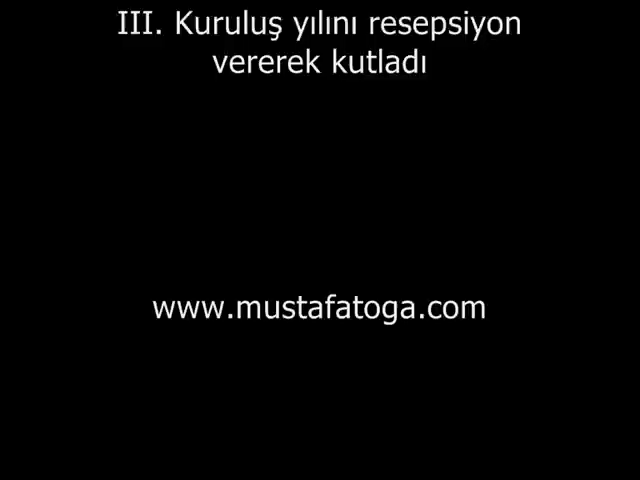 III. Kuruluş yılını resepsiyon
vererek kutladı
www.mustafatoga.com